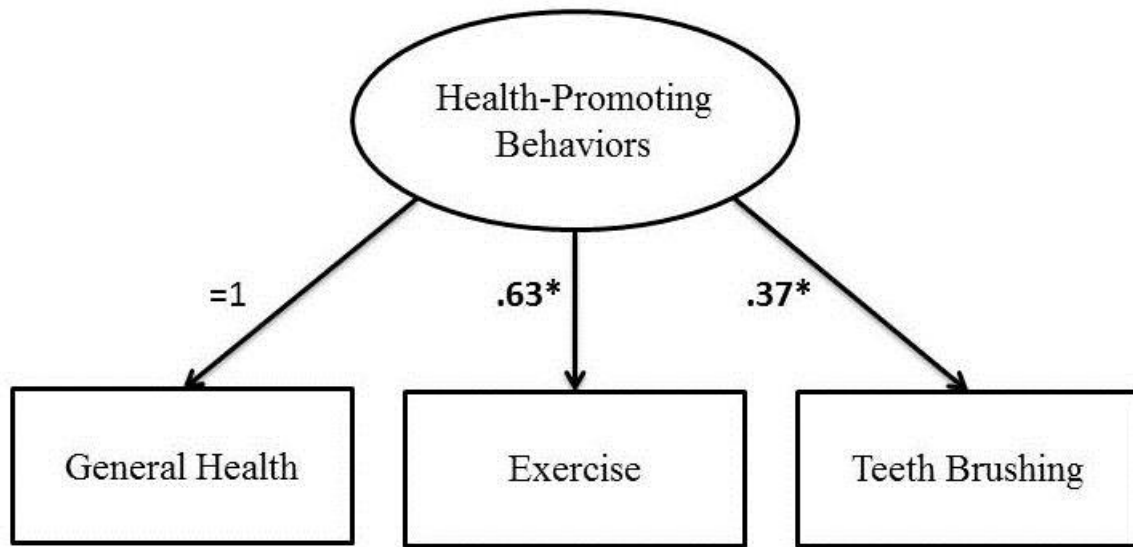 Health-Promoting
Behaviors
=1
.63*
.37*
General Health
Exercise
Teeth Brushing